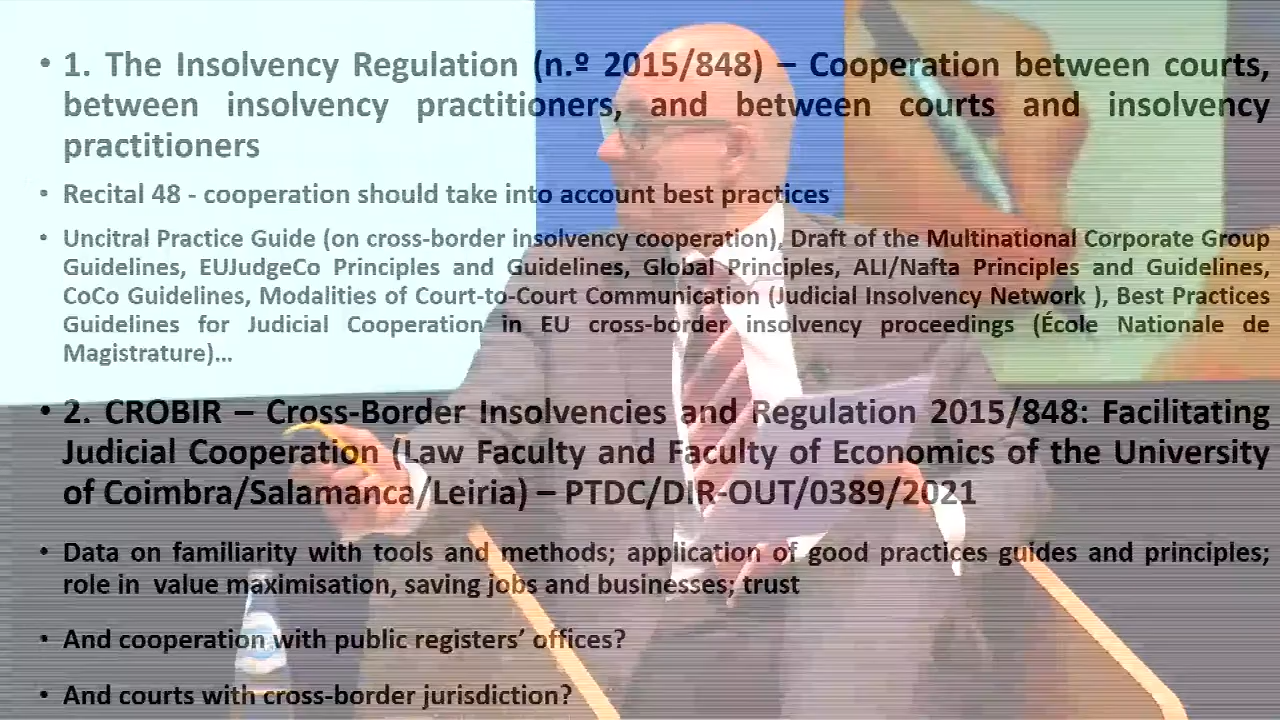 • 1. The Insolvency Regulation (n.º 2015/848) – Cooperation between courts,
between insolvency practitioners, and between courts and insolvency
practitioners
• Recital 48 - cooperation should take into account best practices
• Uncitral Practice Guide (on cross-border insolvency cooperation), Draft of the Multinational Corporate Group
Guidelines, EUJudgeCo Principles and Guidelines, Global Principles, ALI/Nafta Principles and Guidelines,
CoCo Guidelines, Modalities of Court-to-Court Communication (Judicial Insolvency Network ), Best Practices
Guidelines for Judicial Cooperation in EU cross-border insolvency proceedings (École Nationale de
Magistrature)...
• 2. CROBIR – Cross-Border Insolvencies and Regulation 2015/848: Facilitating
Judicial Cooperation (Law Faculty and Faculty of Economics of the University
of Coimbra/Salamanca/Leiria) – PTDC/DIR-OUT/0389/2021
• Data on familiarity with tools and methods; application of good practices guides and principles;
role in value maximisation, saving jobs and businesses; trust
• And cooperation with public registers’ offices?
• And courts with cross-border jurisdiction?